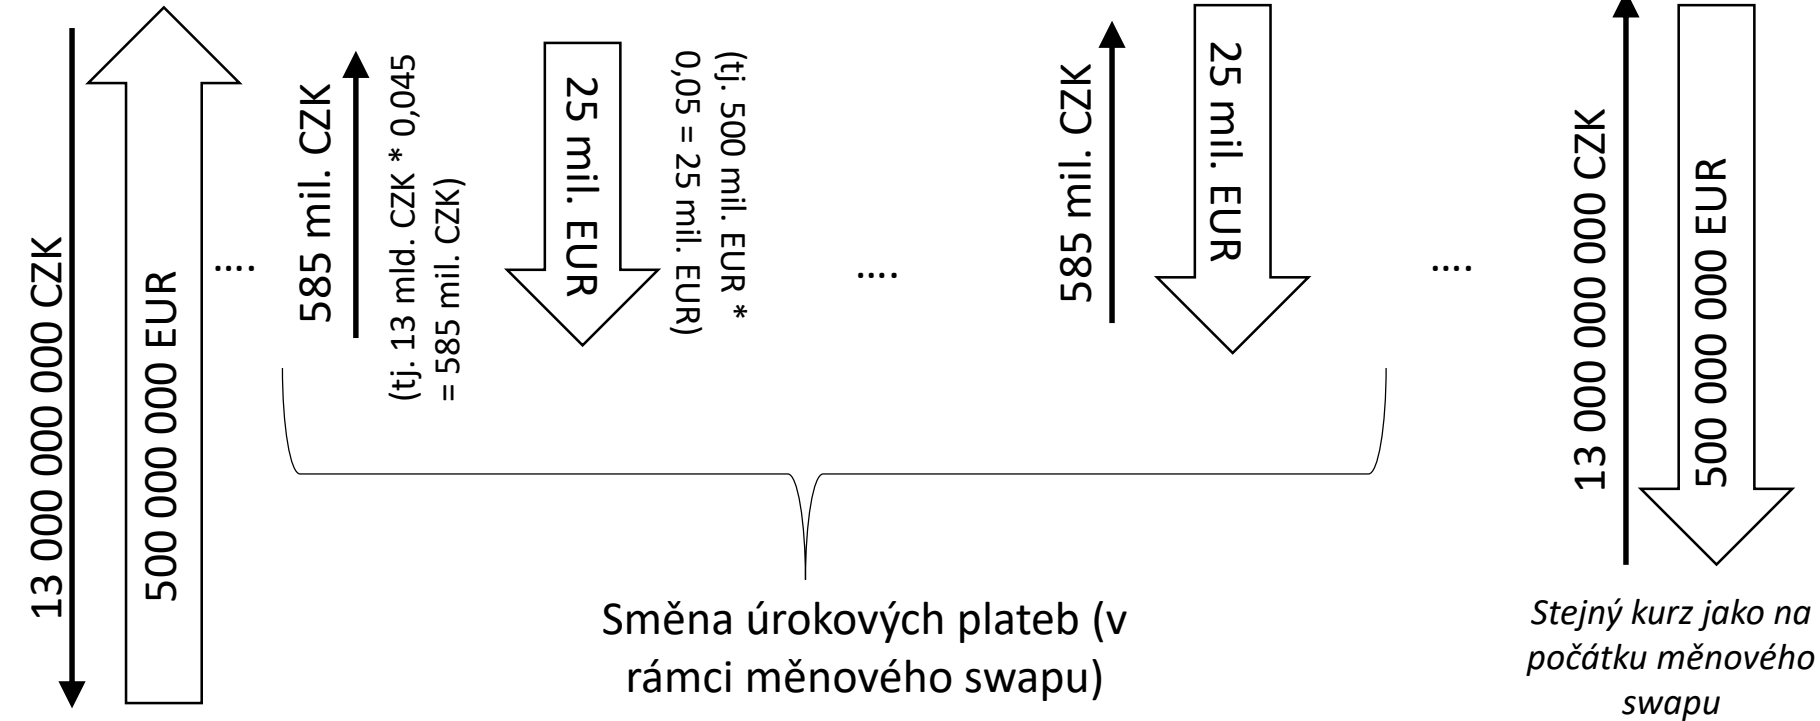 13 000 000 000 CZK
500 000 000 EUR
....
585 mil. CZK
(tj. 13 mld. CZK * 0,045
= 585 mil. CZK)
25 mil. EUR
(tj. 500 mil. EUR *
0,05 = 25 mil. EUR)
....
585 mil. CZK
25 mil. EUR
....
13 000 000 000 CZK
500 000 000 EUR
Směna úrokových plateb (v
rámci měnového swapu)
Stejný kurz jako na
počátku měnového
swapu